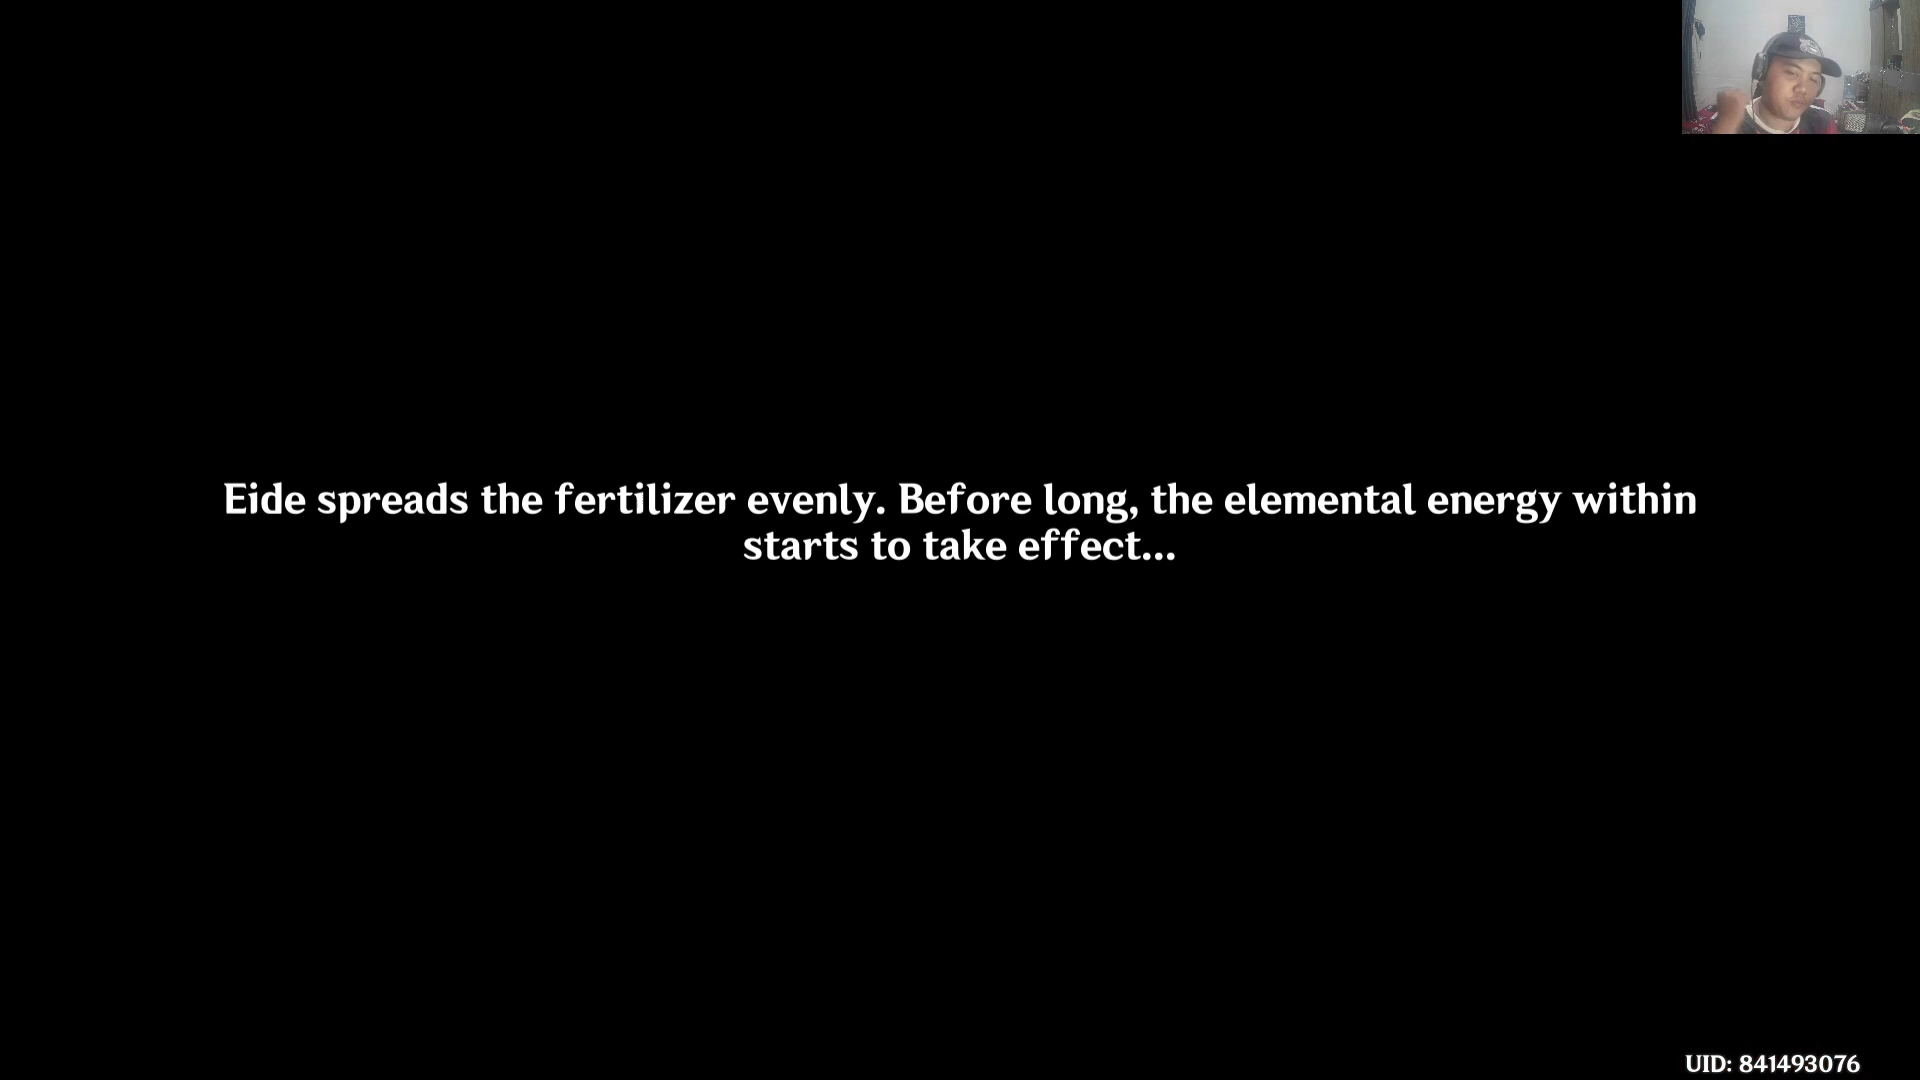 Eide spreads the fertilizer evenly. Before long, the elemental energy within
starts to take effect...
UID: 841493076